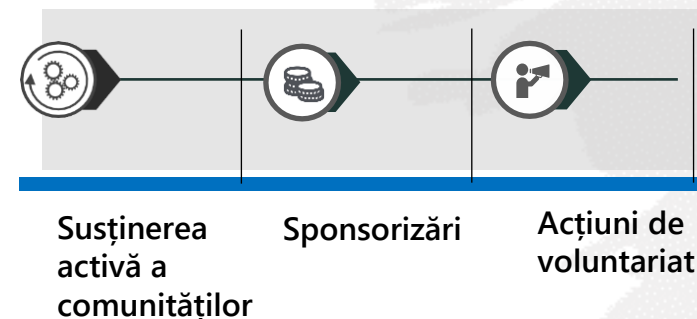 Susținerea
activă a
comunităților
Sponsorizări
Acțiuni de
voluntariat